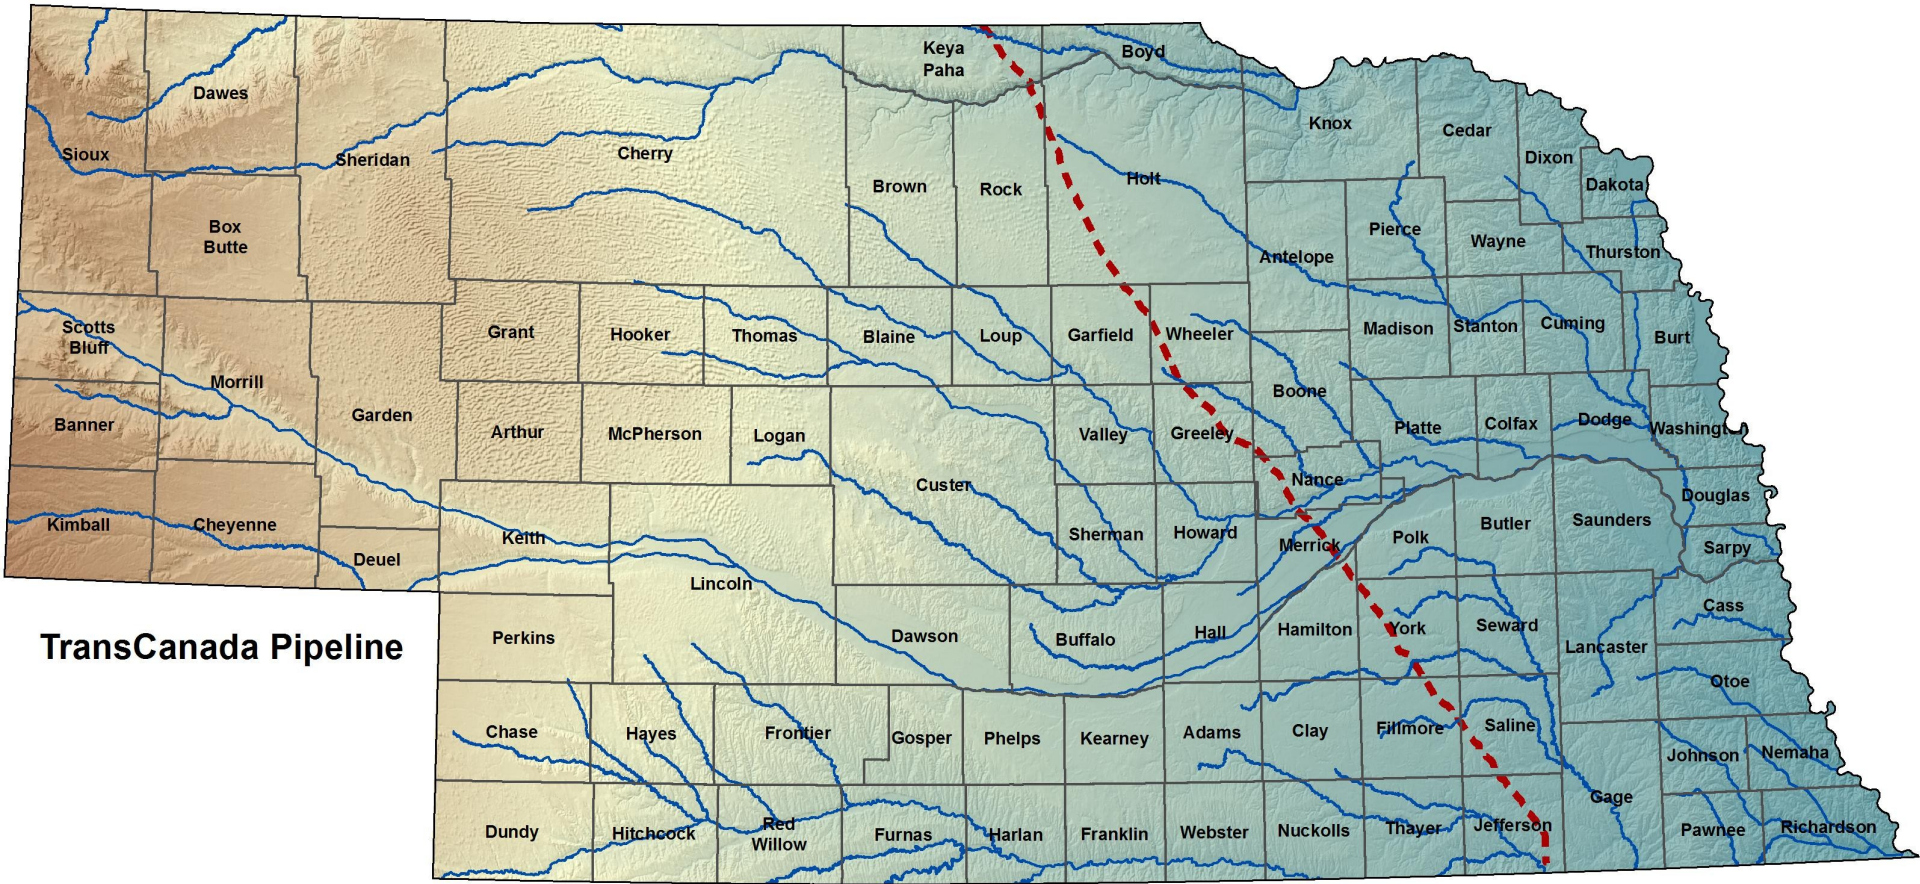 Keya
Paha
Boyd
Dawes
Knox
Cedar
Sioux
Sheridan
Cherry
Dixon
Brown
Rock
Holt
Dakota
Box
Butte
Pierce
Wayne
Antelope
Thurston
Scotts
Bluff
Grant
Hooker
Thomas
Blaine
Loup
Garfield
Wheeler
Madison
Stanton
Cuming
Burt
Morrill
Boone
Garden
Banner
Arthur
McPherson
Logan
Valley
Greeley
Platte
Colfax
Dodge
Washington
Custer
Nance
Douglas
Kimball
Cheyenne
Keith
Sherman
Howard
Merrick
Polk
Butler
Saunders
Sarpy
Deuel
Lincoln
Cass
TransCanada Pipeline
Perkins
Dawson
Buffalo
Hall
Hamilton
York
Seward
Lancaster
Otoe
Chase
Hayes
Frontier
Gosper
Phelps
Kearney
Adams
Clay
Fillmore
Saline
Johnson
Nemaha
Gage
Dundy
Hitchcock
Red
Willow
Furnas
Harlan
Franklin
Webster
Nuckolls
Thayer
Jefferson
Pawnee
Richardson